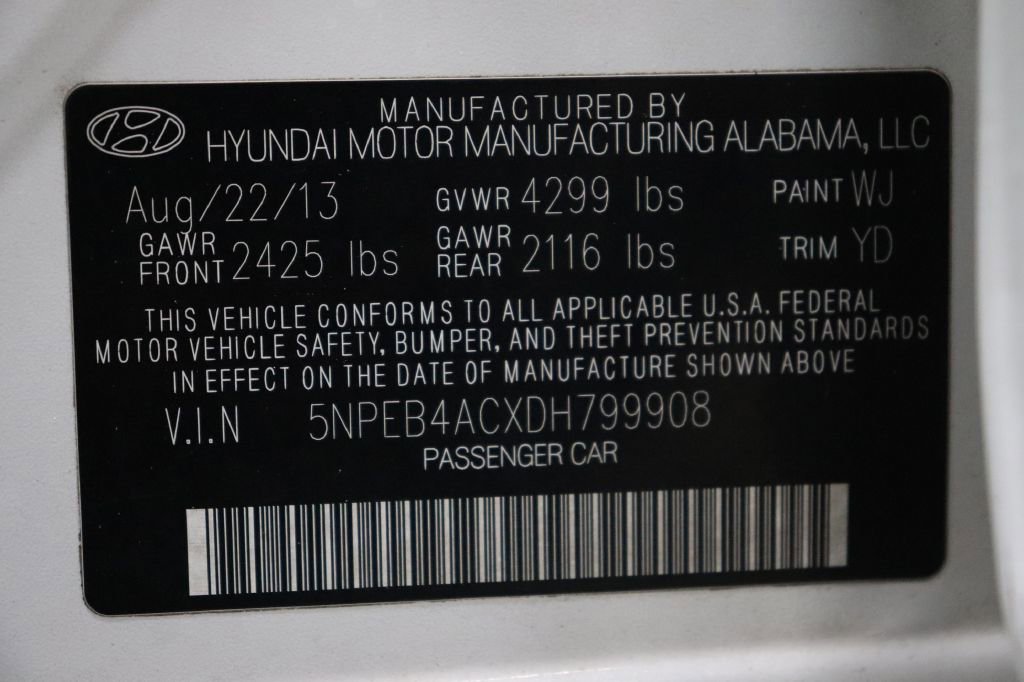 MANUFACTURED BY
HYUNDAI MOTOR MANUFACTURING ALABAMA, LLC
Aug/22/13 GVWR 4299 lbs PAINT WJ
GAWR FRONT 2425 lbs GAWR REAR 2116 lbs TRIM YD
THIS VEHICLE CONFORMS TO ALL APPLICABLE U.S.A. FEDERAL
MOTOR VEHICLE SAFETY, BUMPER, AND THEFT PREVENTION STANDARDS
IN EFFECT ON THE DATE OF MANUFACTURE SHOWN ABOVE
V.I.N 5NPEB4ACXDH799908
PASSENGER CAR